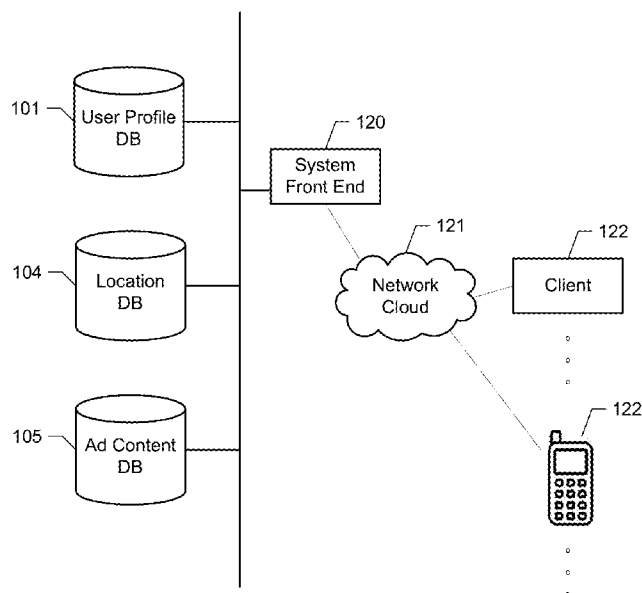 101
User Profile
DB
120
System
Front End
121
Network
Cloud
122
Client
104
Location
DB
105
Ad Content
DB
122